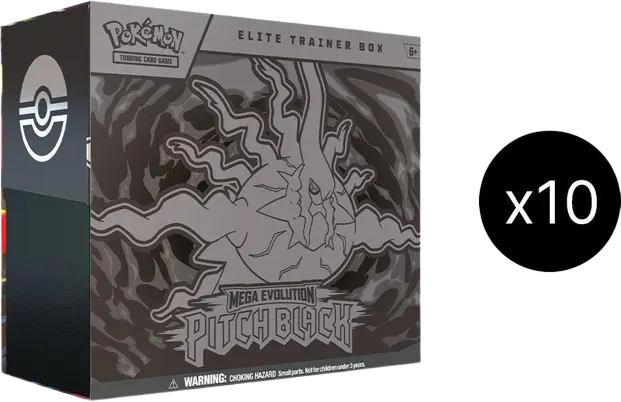 Pokémon
TRADING CARD GAME
ELITE TRAINER BOX
6+
x10
MEGA EVOLUTION
PITCH BLACK
WARNING: CHOKING HAZARD Small parts. Not for children under 3 years.